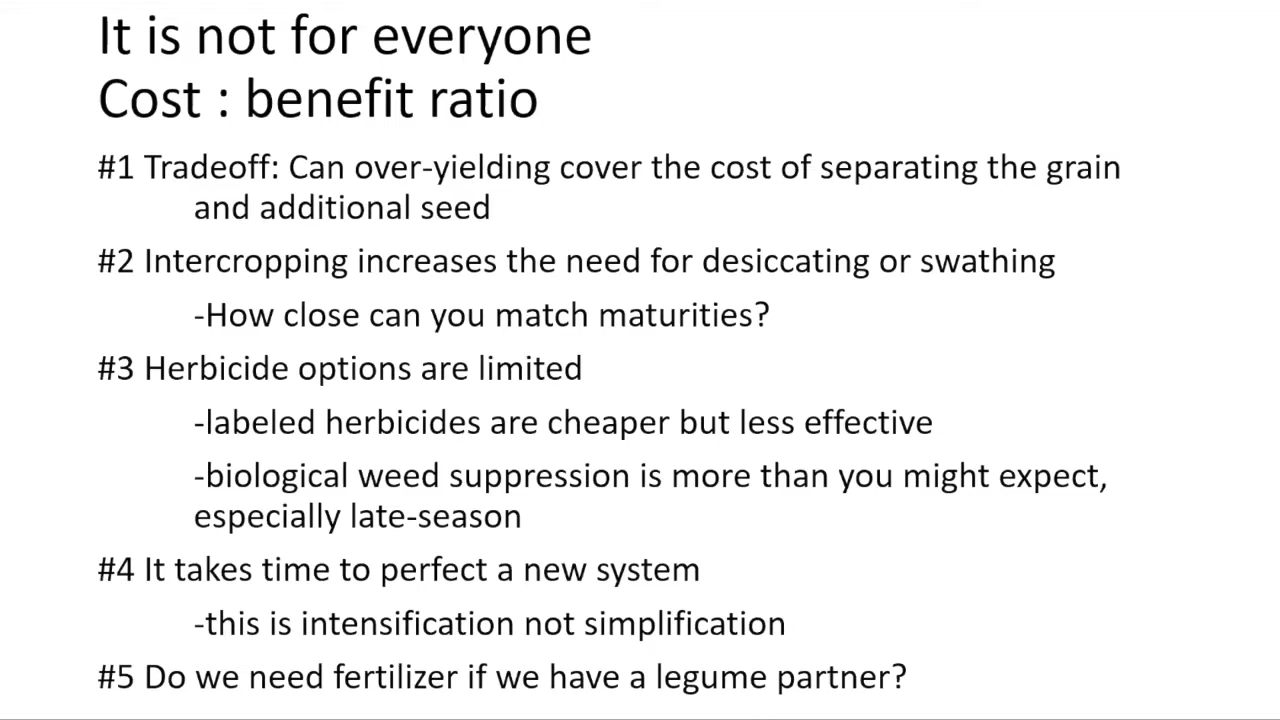 It is not for everyone
Cost : benefit ratio
#1 Tradeoff: Can over-yielding cover the cost of separating the grain
and additional seed
#2 Intercropping increases the need for desiccating or swathing
-How close can you match maturities?
#3 Herbicide options are limited
-labeled herbicides are cheaper but less effective
-biological weed suppression is more than you might expect,
especially late-season
#4 It takes time to perfect a new system
-this is intensification not simplification
#5 Do we need fertilizer if we have a legume partner?